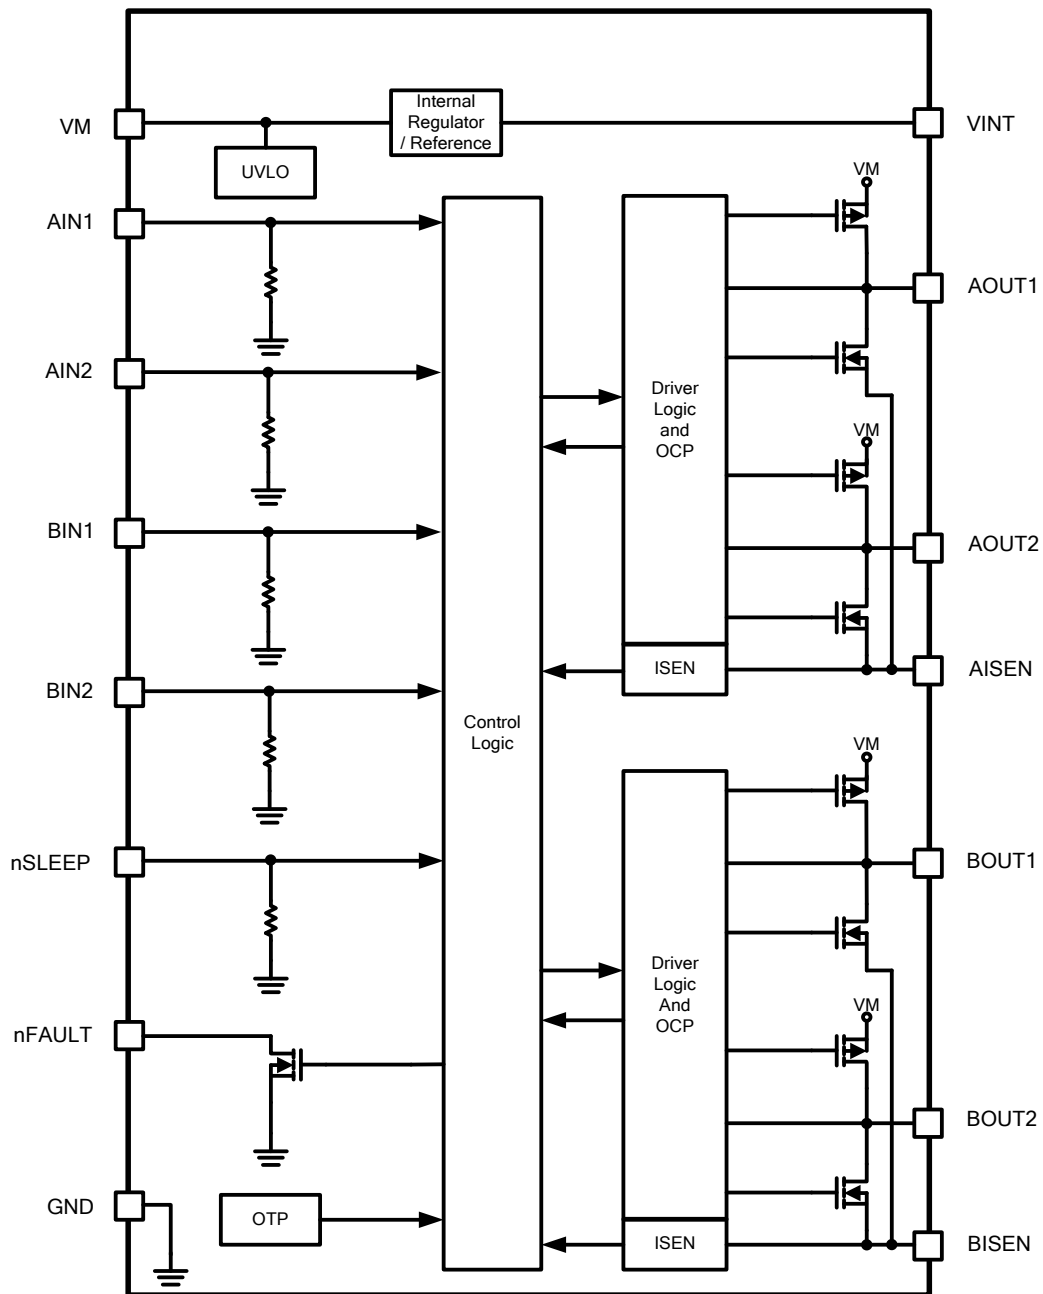 Internal
Regulator
/ Reference
VM
VINT
UVLO
VM
AIN1
AOUT1
AIN2
Driver
Logic
and
OCP
VM
BIN1
AOUT2
ISEN
AISEN
BIN2
Control
Logic
VM
nSLEEP
BOUT1
Driver
Logic
And
OCP
VM
nFAULT
BOUT2
GND
OTP
ISEN
BISEN